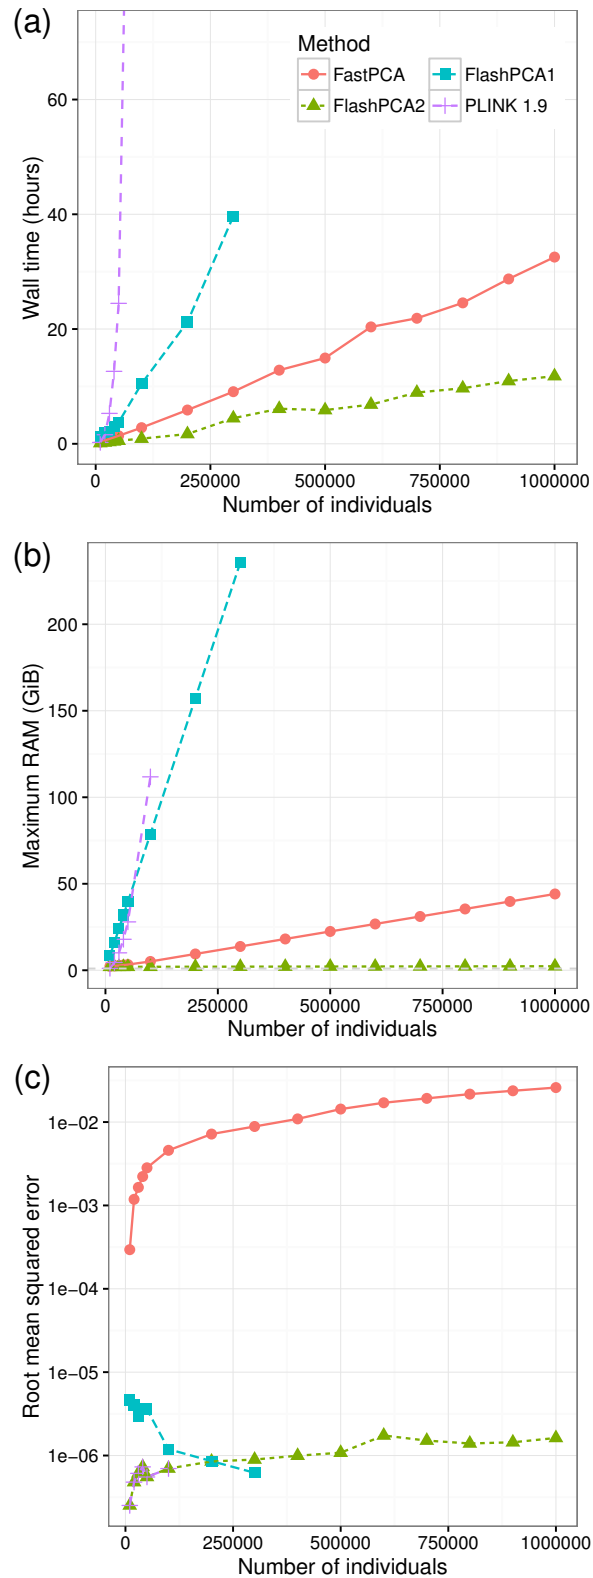 (a)
Method
FastPCA
FlashPCA1
FlashPCA2
PLINK 1.9
Wall time (hours)
60
40
20
0
0
250000
500000
750000
1000000
Number of individuals
(b)
Maximum RAM (GiB)
200
150
100
50
0
0
250000
500000
750000
1000000
Number of individuals
(c)
Root mean squared error
1e−02
1e−03
1e−04
1e−05
1e−06
0
250000
500000
750000
1000000
Number of individuals